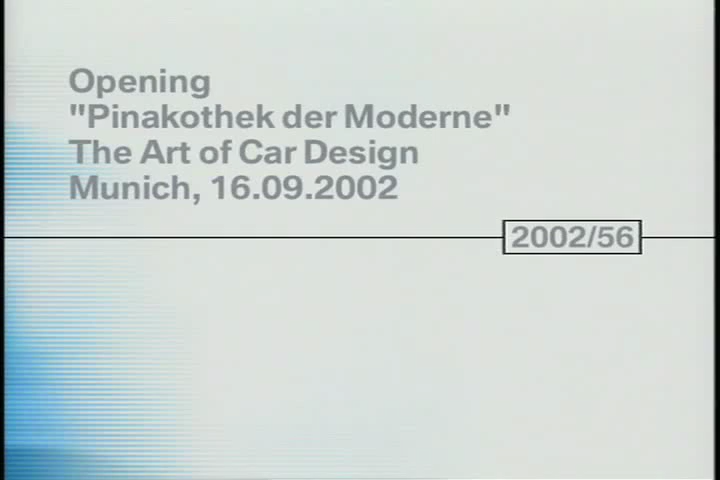 Opening
"Pinakothek der Moderne"
The Art of Car Design
Munich, 16.09.2002
2002/56